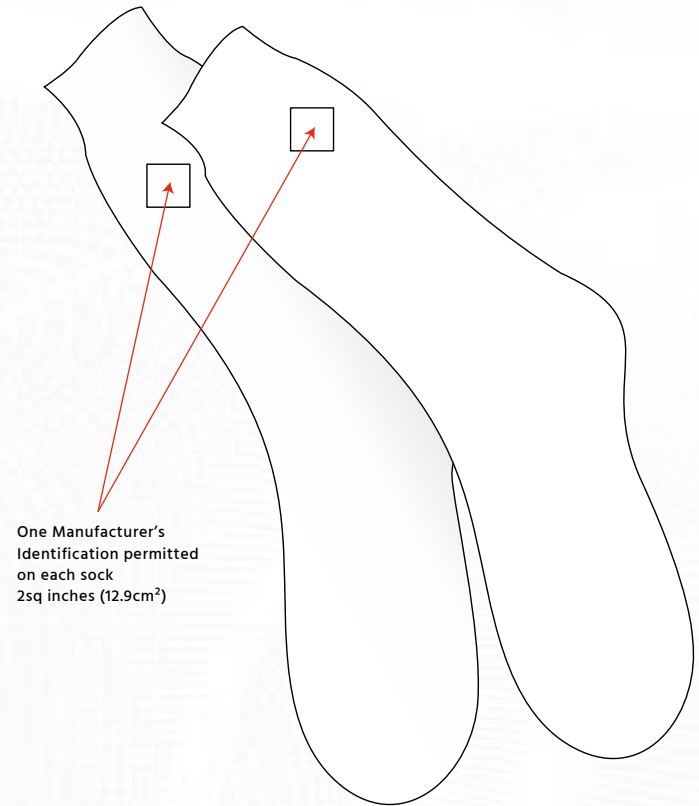 One Manufacturer’s
Identification permitted
on each sock
2sq inches (12.9cm²)